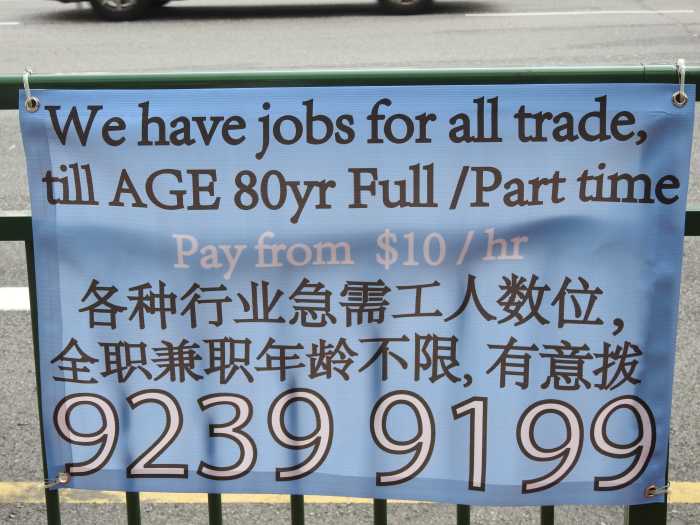 We have jobs for all trade,
till AGE 80yr Full /Part time
Pay from $10 / hr
各种行业急需工人数位，
全职兼职年龄不限, 有意拨
9239 9199